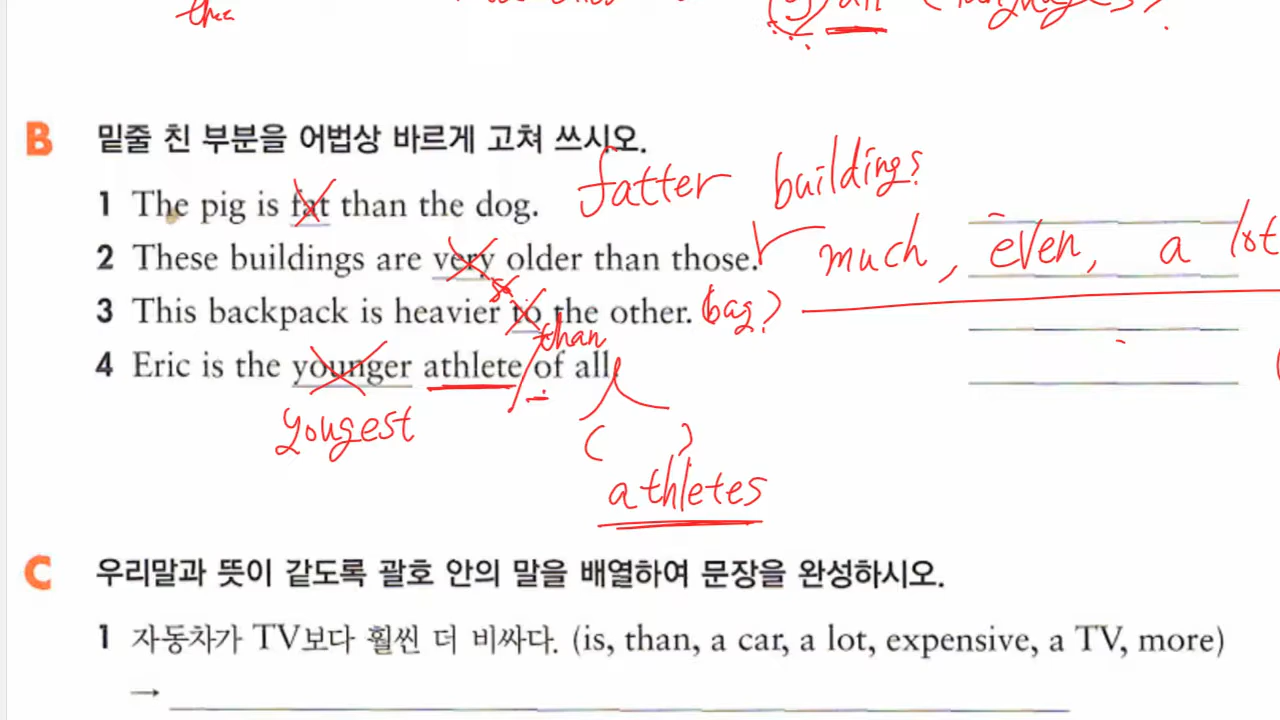 the
(of) all (languages)
B 밑줄 친 부분을 어법상 바르게 고쳐 쓰시오.
1 The pig is fat than the dog. fatter
buildings
2 These buildings are very older than those. much, even, a lot
3 This backpack is heavier to the other. (bag)
than
4 Eric is the younger athlete of all
yougest
( )
athletes
C 우리말과 뜻이 같도록 괄호 안의 말을 배열하여 문장을 완성하시오.
1 자동차가 TV보다 훨씬 더 비싸다. (is, than, a car, a lot, expensive, a TV, more)
→